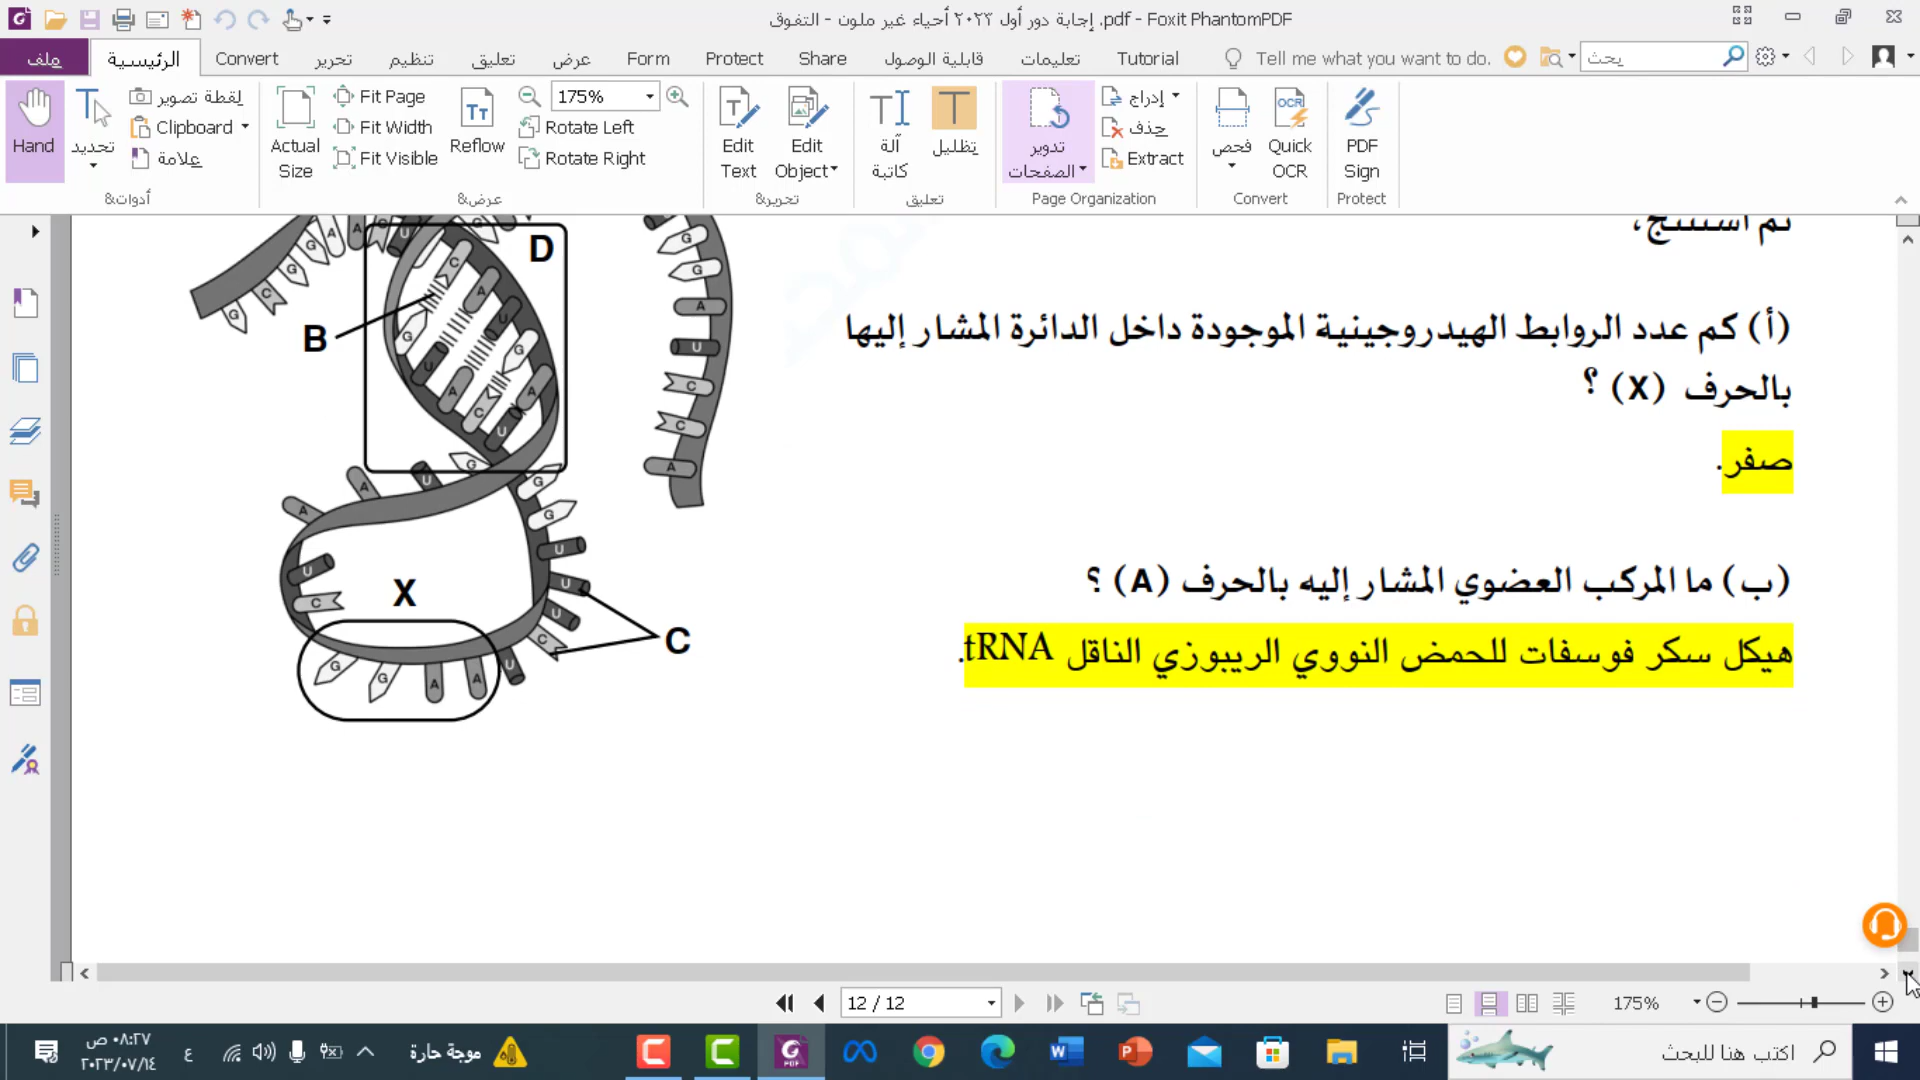 إجابة دور أول ٢٠٢٣ أحياء غير ملون - التفوق .pdf - Foxit PhantomPDF
ملف الرئيسية Convert تحرير تنظيم تعليق عرض Form Protect Share قابلية الوصول تعليمات Tutorial Tell me what you want to do. يحث
Hand
تحديد
لقطة تصوير
Clipboard
علامة
&أدوات
Actual Size
Fit Page
Fit Width
Fit Visible
Reflow
175%
Rotate Left
Rotate Right
&عرض
Edit Text
Edit Object
&تحرير
آلة كاتبة
تظليل
تعليق
تدوير الصفحات
إدراج
حذف
Extract
Page Organization
فحص
Quick OCR
Convert
PDF Sign
Protect
ثم استنتج،
(أ) كم عدد الروابط الهيدروجينية الموجودة داخل الدائرة المشار إليها
بالحرف (X) ؟
صفر.
(ب) ما المركب العضوي المشار إليه بالحرف (A) ؟
هيكل سكر فوسفات للحمض النووي الريبوزي الناقل tRNA.
D
B
X
C
12 / 12
175%
٠٨:٢٧ ص
٢٠٢٣/٠٧/١٤
ع
موجة حارة
اكتب هنا للبحث